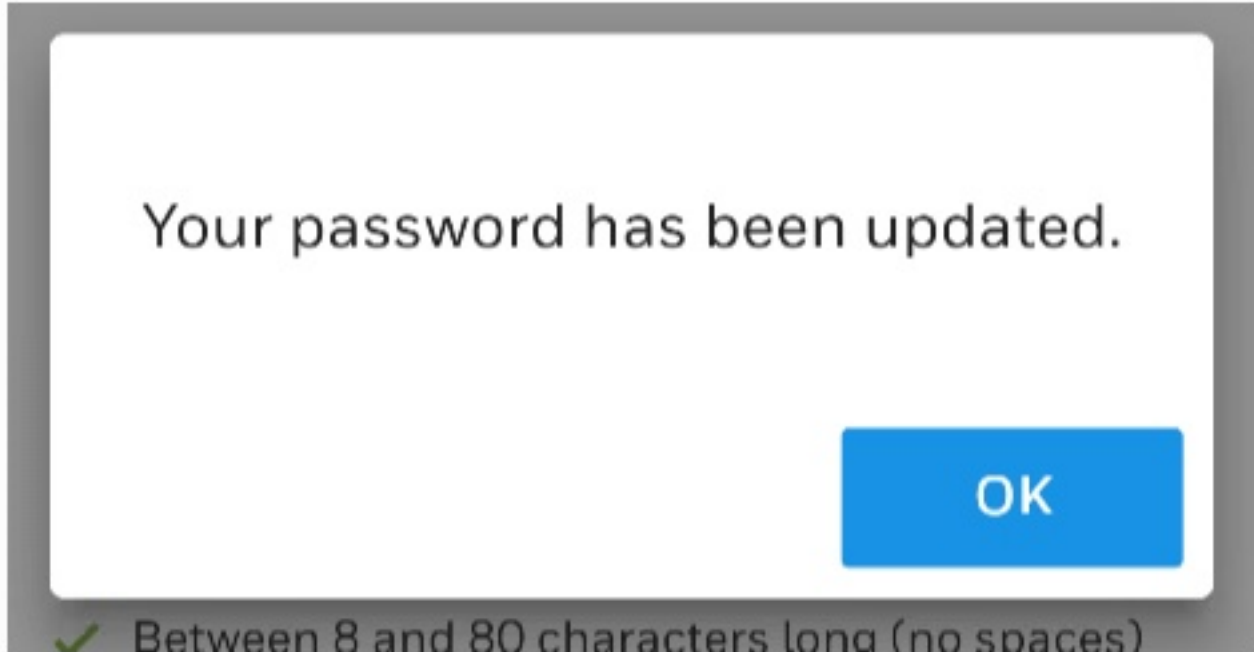 Your password has been updated.
OK
Between 8 and 80 characters long (no spaces)